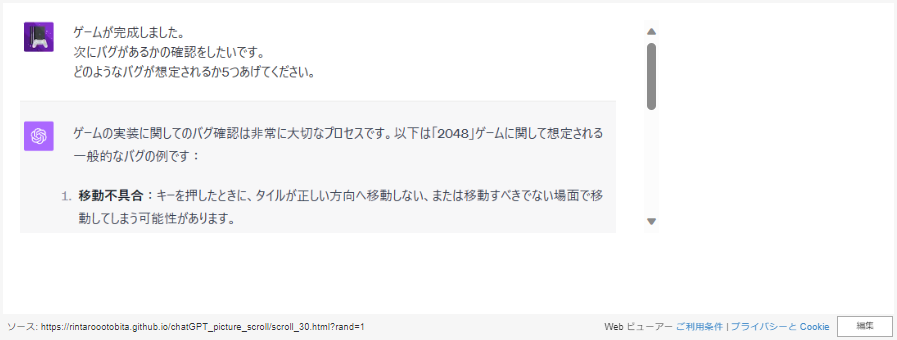 ゲームが完成しました。
次にバグがあるかの確認をしたいです。
どのようなバグが想定されるか5つあげてください。
ゲームの実装に関してのバグ確認は非常に大切なプロセスです。以下は「2048」ゲームに関して想定される
一般的なバグの例です：
1. 移動不具合：キーを押したときに、タイルが正しい方向へ移動しない、または移動すべきでない場面で移
動してしまう可能性があります。
ソース: https://rintaroootobita.github.io/chatGPT_picture_scroll/scroll_30.html?rand=1
Web ビューアー ご利用条件 | プライバシーと Cookie 編集